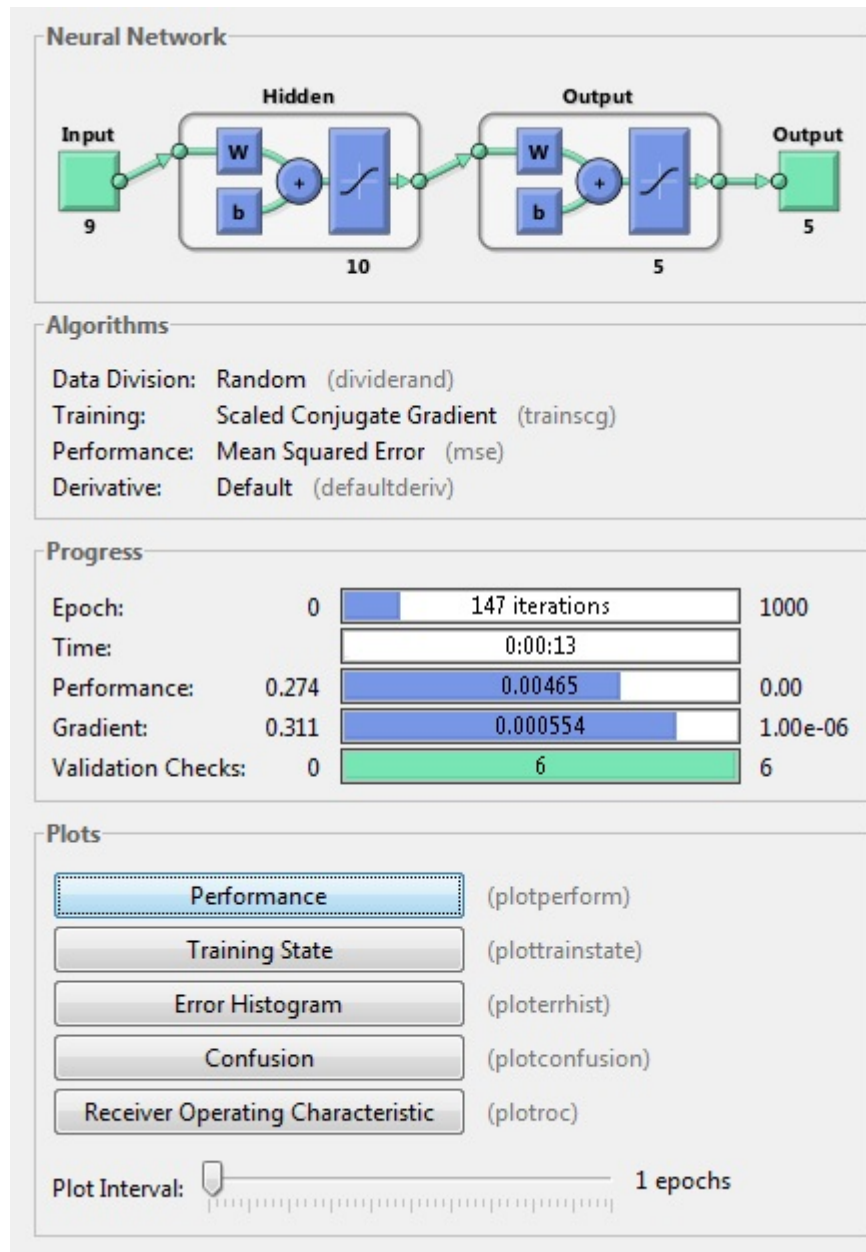 Neural Network
Hidden
Output
Input
Output
W
+
b
W
+
b
9
5
10
5
Algorithms
Data Division: Random (dividerand)
Training: Scaled Conjugate Gradient (trainscg)
Performance: Mean Squared Error (mse)
Derivative: Default (defaultderiv)
Progress
Epoch: 0 147 iterations 1000
Time: 0:00:13
Performance: 0.274 0.00465 0.00
Gradient: 0.311 0.000554 1.00e-06
Validation Checks: 0 6 6
Plots
Performance (plotperform)
Training State (plottrainstate)
Error Histogram (ploterrhist)
Confusion (plotconfusion)
Receiver Operating Characteristic (plotroc)
Plot Interval: 1 epochs